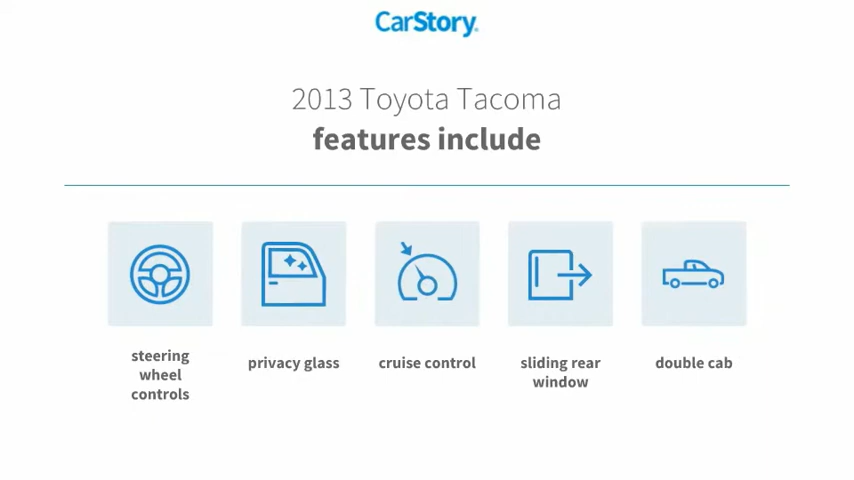 CarStory
2013 Toyota Tacoma
features include
steering
wheel
controls
privacy glass
cruise control
sliding rear
window
double cab